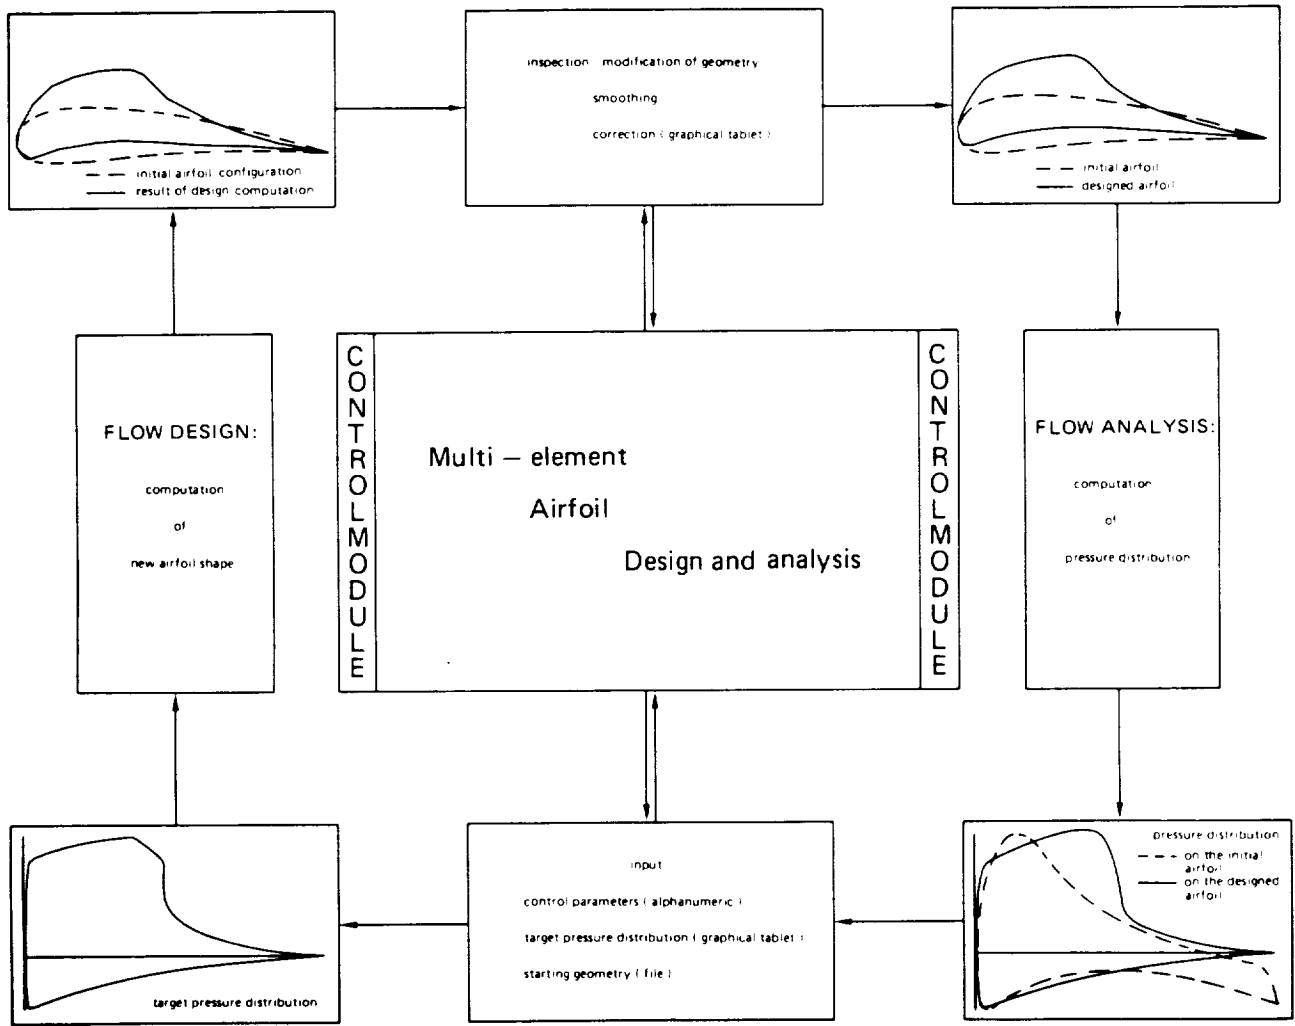 inspection modification of geometry
smoothing
correction ( graphical tablet )
initial airfoil configuration
result of design computation
initial airfoil
designed airfoil
FLOW DESIGN:
computation
of
new airfoil shape
CONTROLMODULE
Multi – element
Airfoil
Design and analysis
CONTROLMODULE
FLOW ANALYSIS:
computation
of
pressure distribution
target pressure distribution
input
control parameters ( alphanumeric )
target pressure distribution ( graphical tablet )
starting geometry ( file )
pressure distribution
on the initial
airfoil
on the designed
airfoil